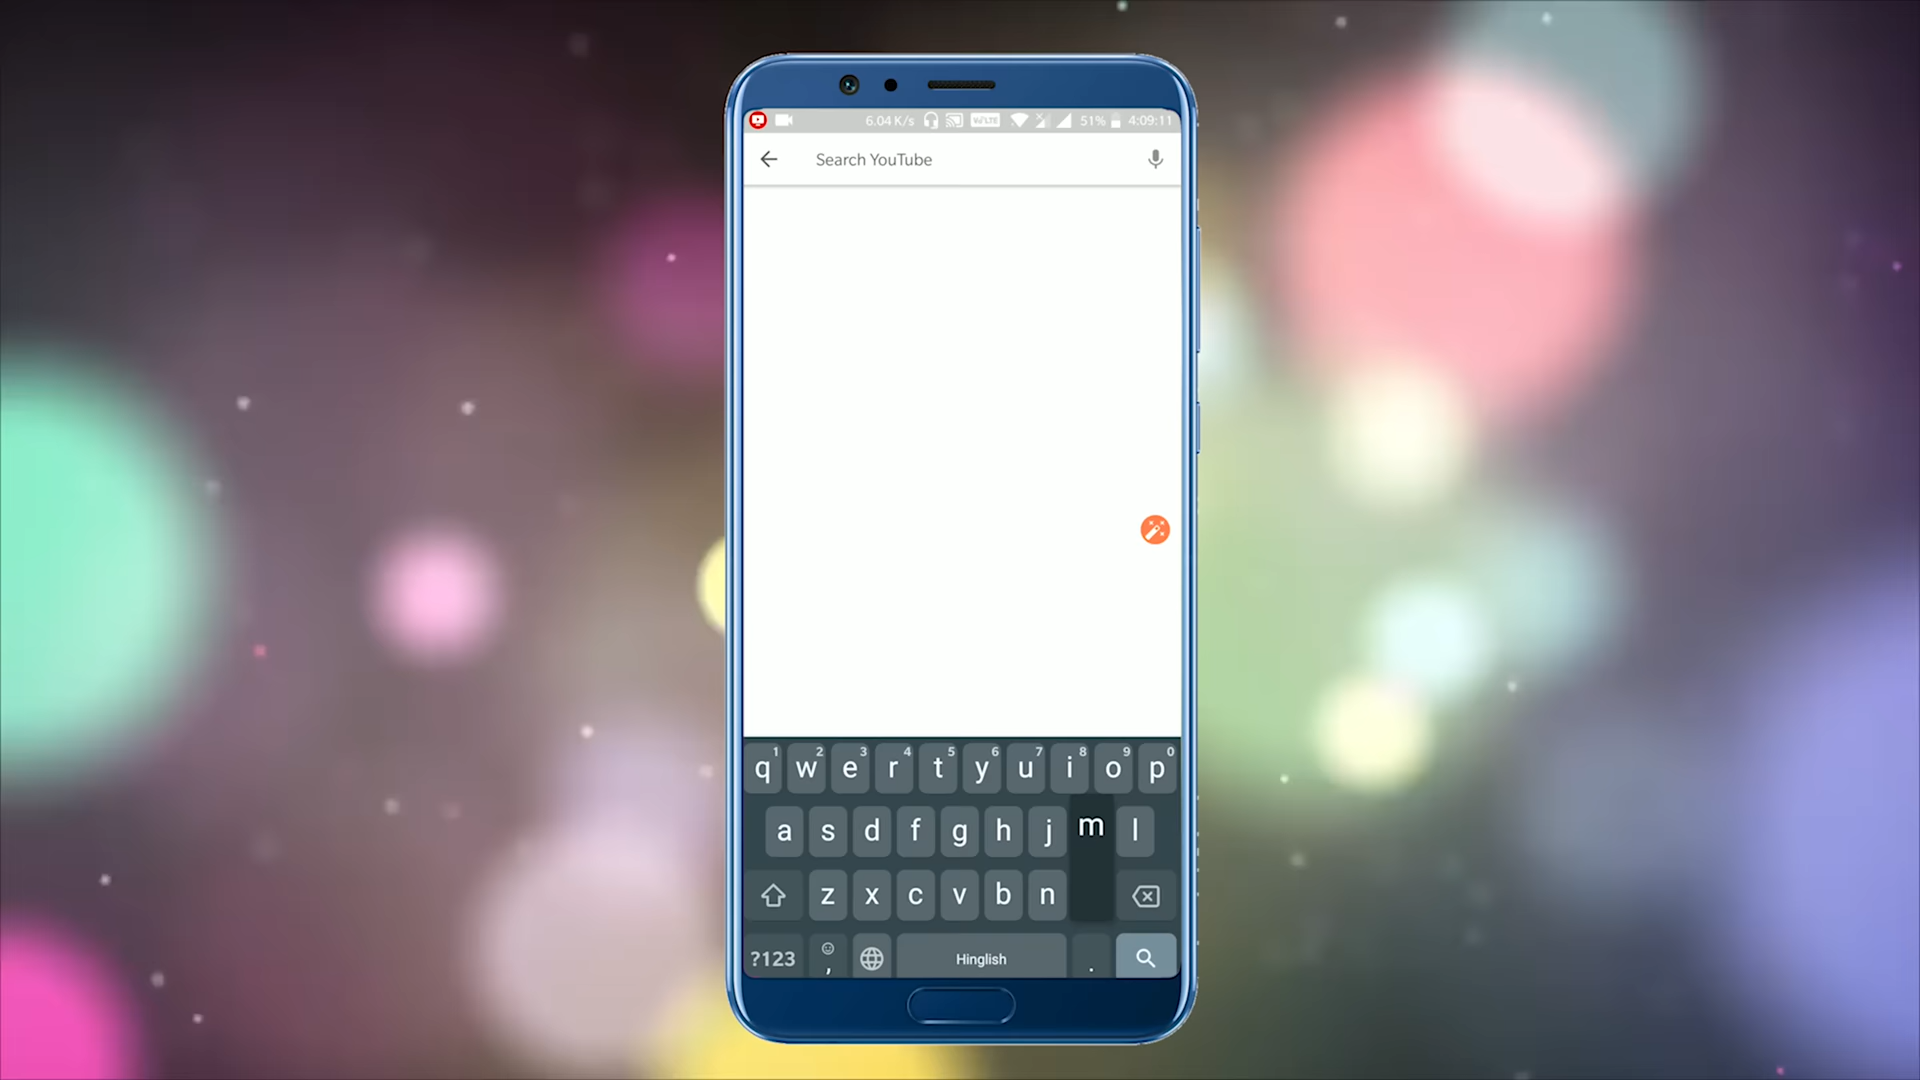 6.04 K/s VoLTE 51% 4:09:11
Search YouTube
1 2 3 4 5 6 7 8 9 0
q w e r t y u i o p
a s d f g h j m l
z x c v b n
?123 , Hinglish .